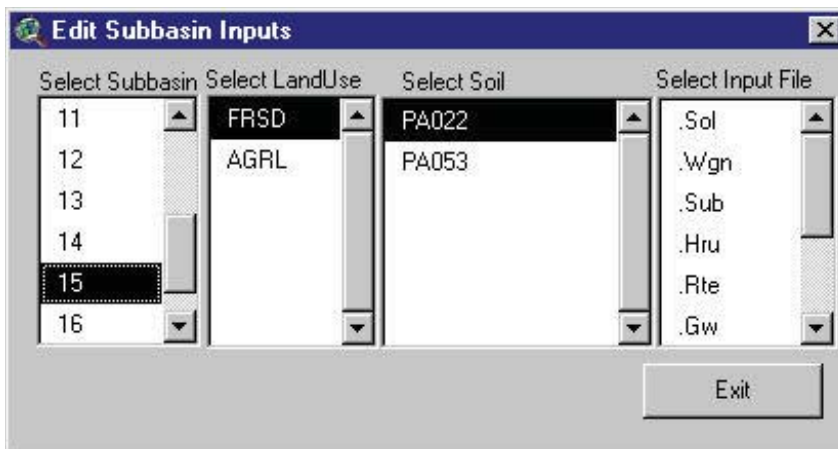 Edit Subbasin Inputs
Select Subbasin Select LandUse Select Soil Select Input File
11 FRSD PA022 .Sol
12 AGRL PA053 .Wgn
13 .Sub
14 .Hru
15 .Rte
16 .Gw
Exit